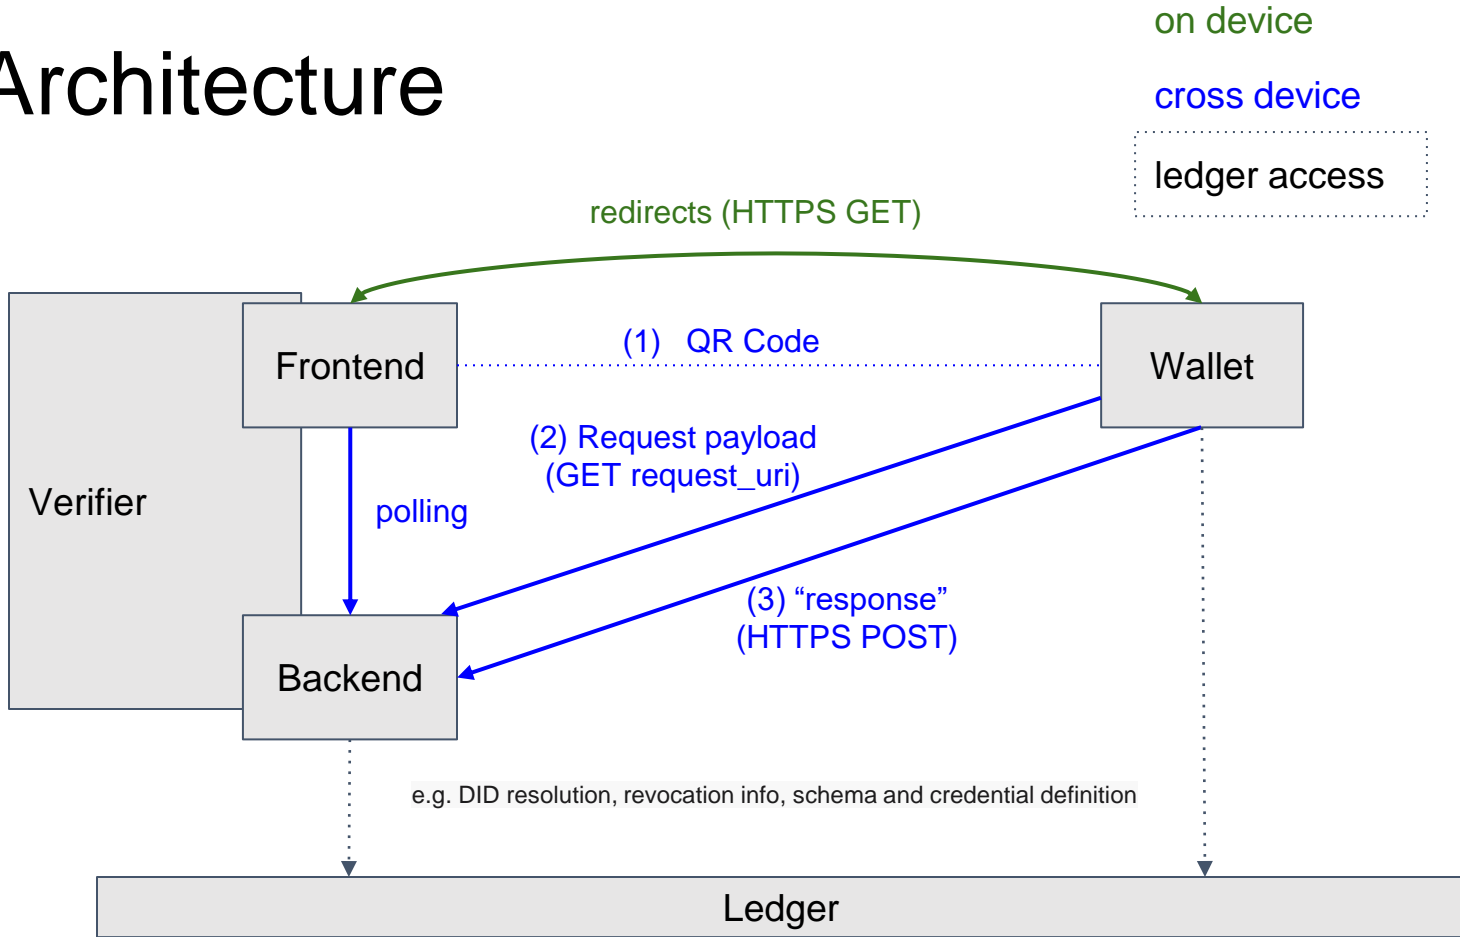 Architecture
on device
cross device
ledger access
redirects (HTTPS GET)
(1) QR Code
Frontend
Wallet
(2) Request payload
(GET request_uri)
Verifier
polling
(3) “response”
(HTTPS POST)
Backend
e.g. DID resolution, revocation info, schema and credential definition
Ledger